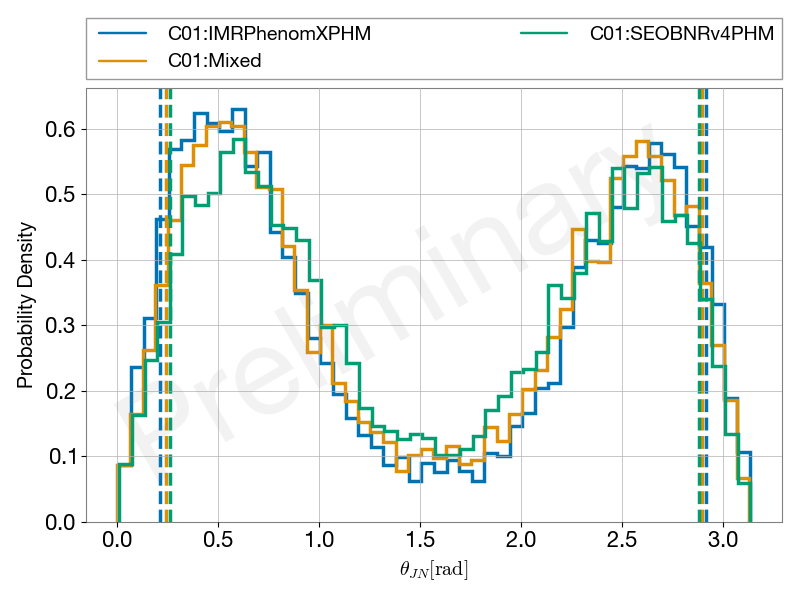 C01:IMRPhenomXPHM C01:SEOBNRv4PHM
C01:Mixed
Preliminary
Probability Density
0.6
0.5
0.4
0.3
0.2
0.1
0.0
0.0 0.5 1.0 1.5 2.0 2.5 3.0
θ_JN[rad]